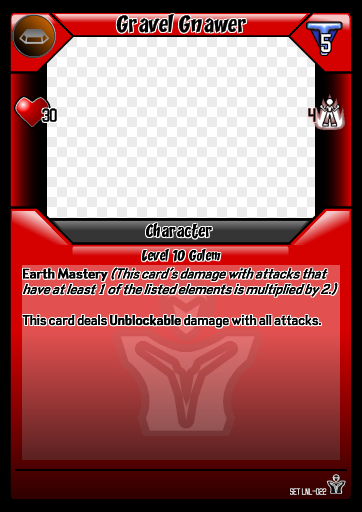 Gravel Gnawer
5
30
4
Character
Level 10 Golem
Earth Mastery (This card's damage with attacks that
have at least 1 of the listed elements is multiplied by 2.)
This card deals Unblockable damage with all attacks.
SET LNL-022